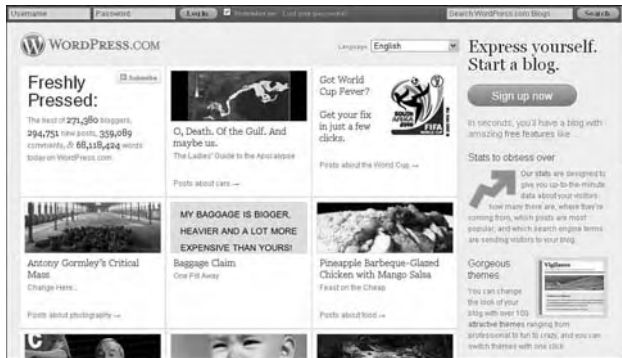 Username
Password
Log In
Remember me
Lost your password?
Search WordPress.com Blogs
Search
WORDPRESS.COM
Language: English
Freshly
Pressed:
Subscribe
The best of 271,380 bloggers,
294,751 new posts, 359,089
comments, & 68,118,424 words
today on WordPress.com.
O, Death. Of the Gulf. And
maybe us.
The Ladies' Guide to the Apocalypse
Posts about cars →
Got World
Cup Fever?
Get your fix
in just a few
clicks.
SOUTH AFRICA
2010
FIFA
WORLD CUP
Posts about the World Cup →
Antony Gormley's Critical
Mass
Change Here...
Posts about photography →
MY BAGGAGE IS BIGGER,
HEAVIER AND A LOT MORE
EXPENSIVE THAN YOURS!
Baggage Claim
One Pill Away
Pineapple Barbeque-Glazed
Chicken with Mango Salsa
Feast on the Cheap
Posts about food →
Express yourself.
Start a blog.
Sign up now
In seconds, you'll have a blog with
amazing free features like ...
Stats to obsess over
Our stats are designed to
give you up-to-the-minute
data about your visitors:
how many there are, where they're
coming from, which posts are most
popular, and which search engine terms
are sending visitors to your blog.
Gorgeous
themes
You can change
the look of your
blog with over 100
attractive themes ranging from
professional to fun to crazy, and you can
switch themes with one click.
Vigilance